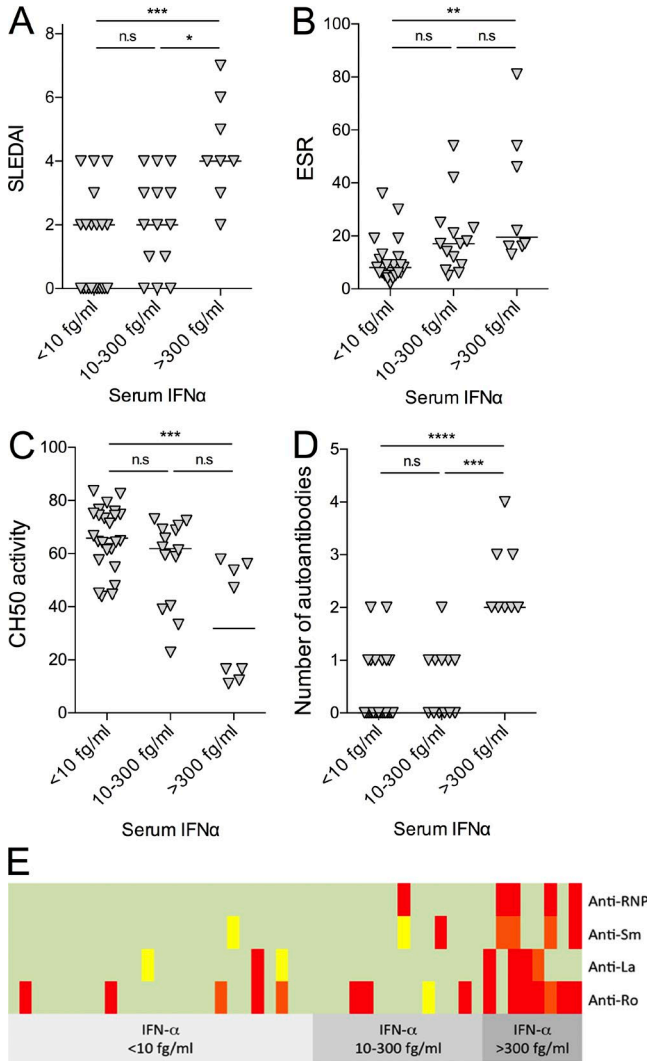 A
***
n.s
*
SLEDAI
8
6
4
2
0
<10 fg/ml
10-300 fg/ml
>300 fg/ml
Serum IFNα
B
**
n.s
n.s
ESR
100
80
60
40
20
0
<10 fg/ml
10-300 fg/ml
>300 fg/ml
Serum IFNα
C
***
n.s
n.s
CH50 activity
100
80
60
40
20
0
<10 fg/ml
10-300 fg/ml
>300 fg/ml
Serum IFNα
D
****
n.s
***
Number of autoantibodies
5
4
3
2
1
0
<10 fg/ml
10-300 fg/ml
>300 fg/ml
Serum IFNα
E
Anti-RNP
Anti-Sm
Anti-La
Anti-Ro
IFN-α
<10 fg/ml
IFN-α
10-300 fg/ml
IFN-α
>300 fg/ml